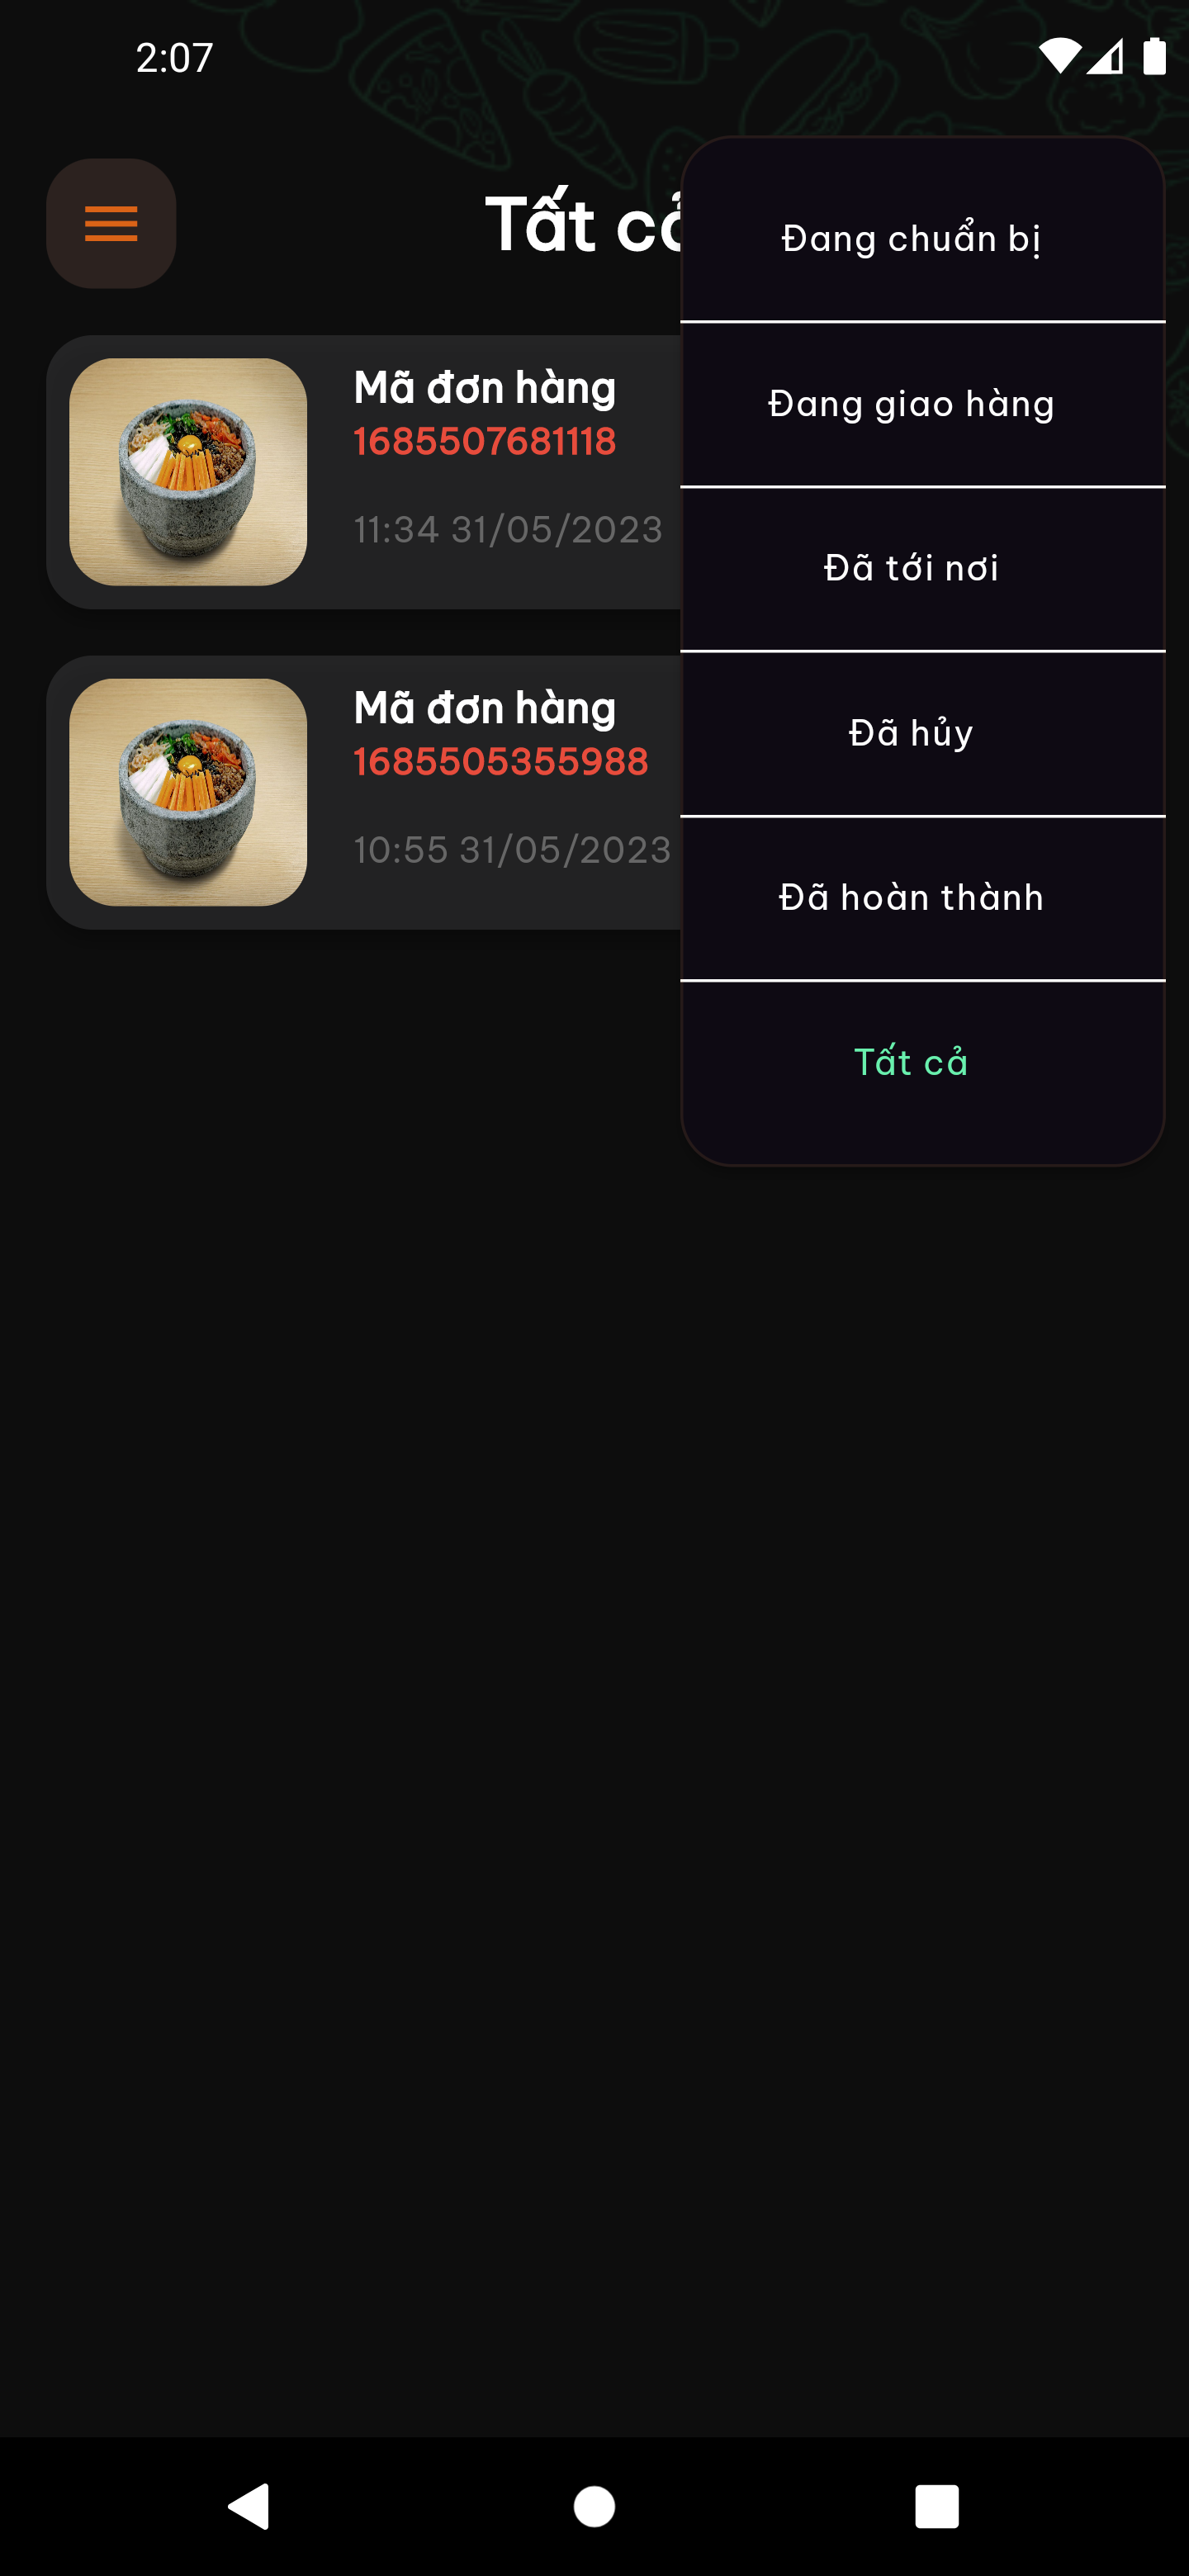 2:07
Tất cả
Mã đơn hàng
1685507681118
11:34 31/05/2023
Mã đơn hàng
1685505355988
10:55 31/05/2023
Đang chuẩn bị
Đang giao hàng
Đã tới nơi
Đã hủy
Đã hoàn thành
Tất cả